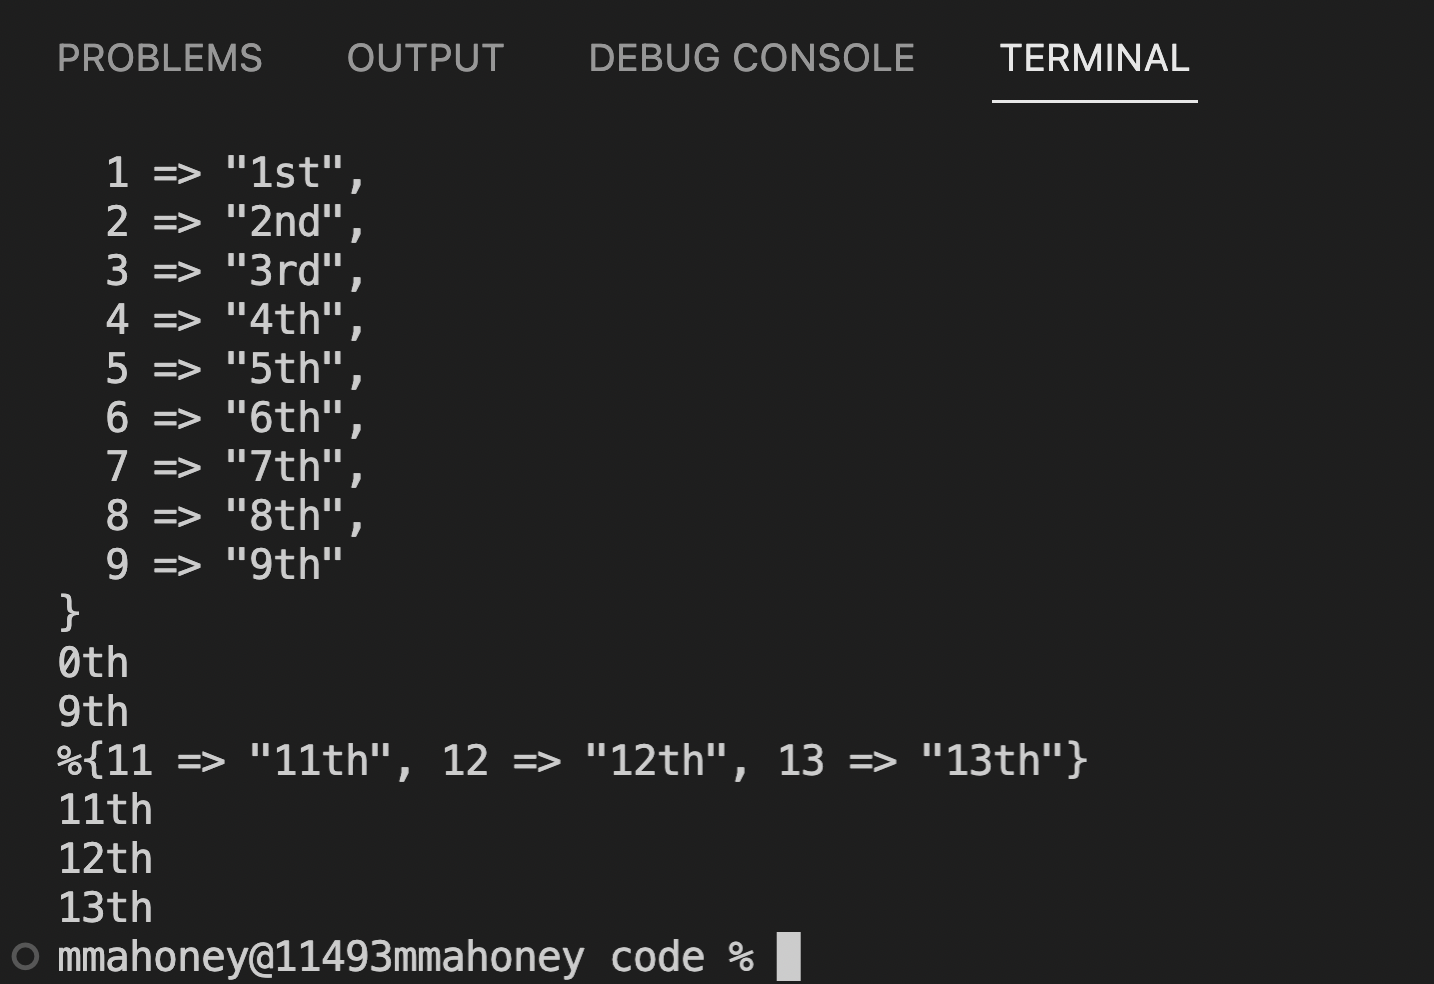 PROBLEMS OUTPUT DEBUG CONSOLE TERMINAL
1 => "1st",
2 => "2nd",
3 => "3rd",
4 => "4th",
5 => "5th",
6 => "6th",
7 => "7th",
8 => "8th",
9 => "9th"
}
0th
9th
%{11 => "11th", 12 => "12th", 13 => "13th"}
11th
12th
13th
mmahoney@11493mmahoney code %